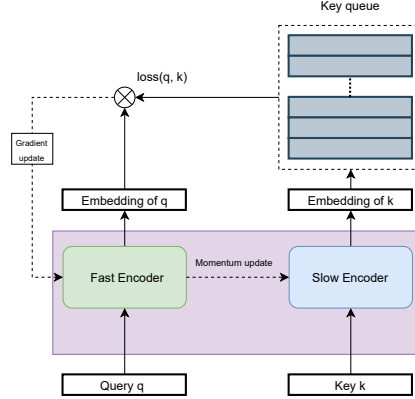 Key queue
loss(q, k)
Gradient
update
Embedding of q
Embedding of k
Fast Encoder
Momentum update
Slow Encoder
Query q
Key k